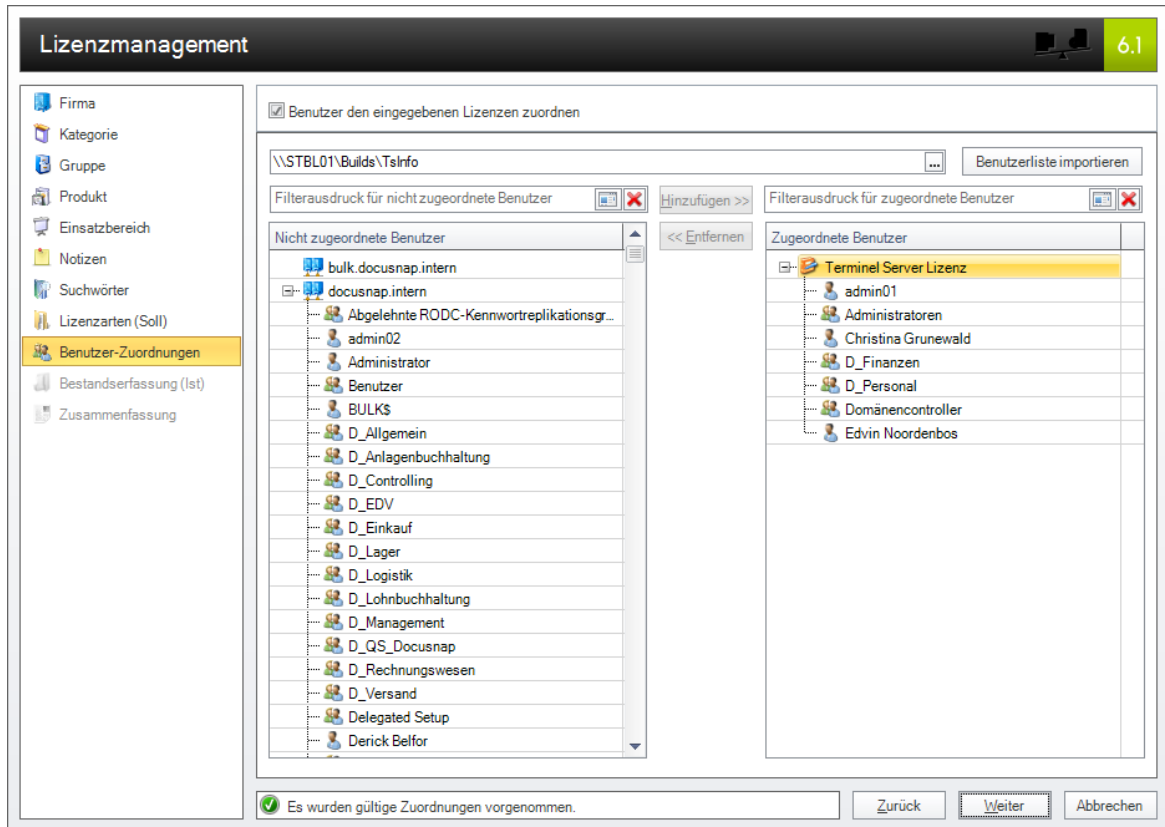 Lizenzmanagement
6.1
Firma
Kategorie
Gruppe
Produkt
Einsatzbereich
Notizen
Suchwörter
Lizenzarten (Soll)
Benutzer-Zuordnungen
Bestandserfassung (Ist)
Zusammenfassung
Benutzer den eingegebenen Lizenzen zuordnen
\\STBL01\Builds\TsInfo
...
Benutzerliste importieren
Filterausdruck für nicht zugeordnete Benutzer
Hinzufügen >>
<< Entfernen
Filterausdruck für zugeordnete Benutzer
Nicht zugeordnete Benutzer
bulk.docusnap.intern
docusnap.intern
Abgelehnte RODC-Kennwortreplikationsgr...
admin02
Administrator
Benutzer
BULK$
D_Allgemein
D_Anlagenbuchhaltung
D_Controlling
D_EDV
D_Einkauf
D_Lager
D_Logistik
D_Lohnbuchhaltung
D_Management
D_QS_Docusnap
D_Rechnungswesen
D_Versand
Delegated Setup
Derick Belfor
Zugeordnete Benutzer
Terminel Server Lizenz
admin01
Administratoren
Christina Grunewald
D_Finanzen
D_Personal
Domänencontroller
Edvin Noordenbos
Es wurden gültige Zuordnungen vorgenommen.
Zurück
Weiter
Abbrechen